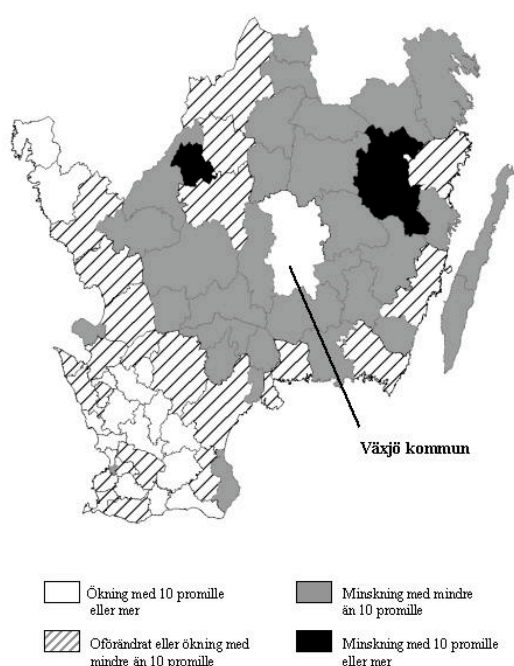 Växjö kommun
Ökning med 10 promille
eller mer
Minskning med mindre
än 10 promille
Oförändrat eller ökning med
mindre än 10 promille
Minskning med 10 promille
eller mer